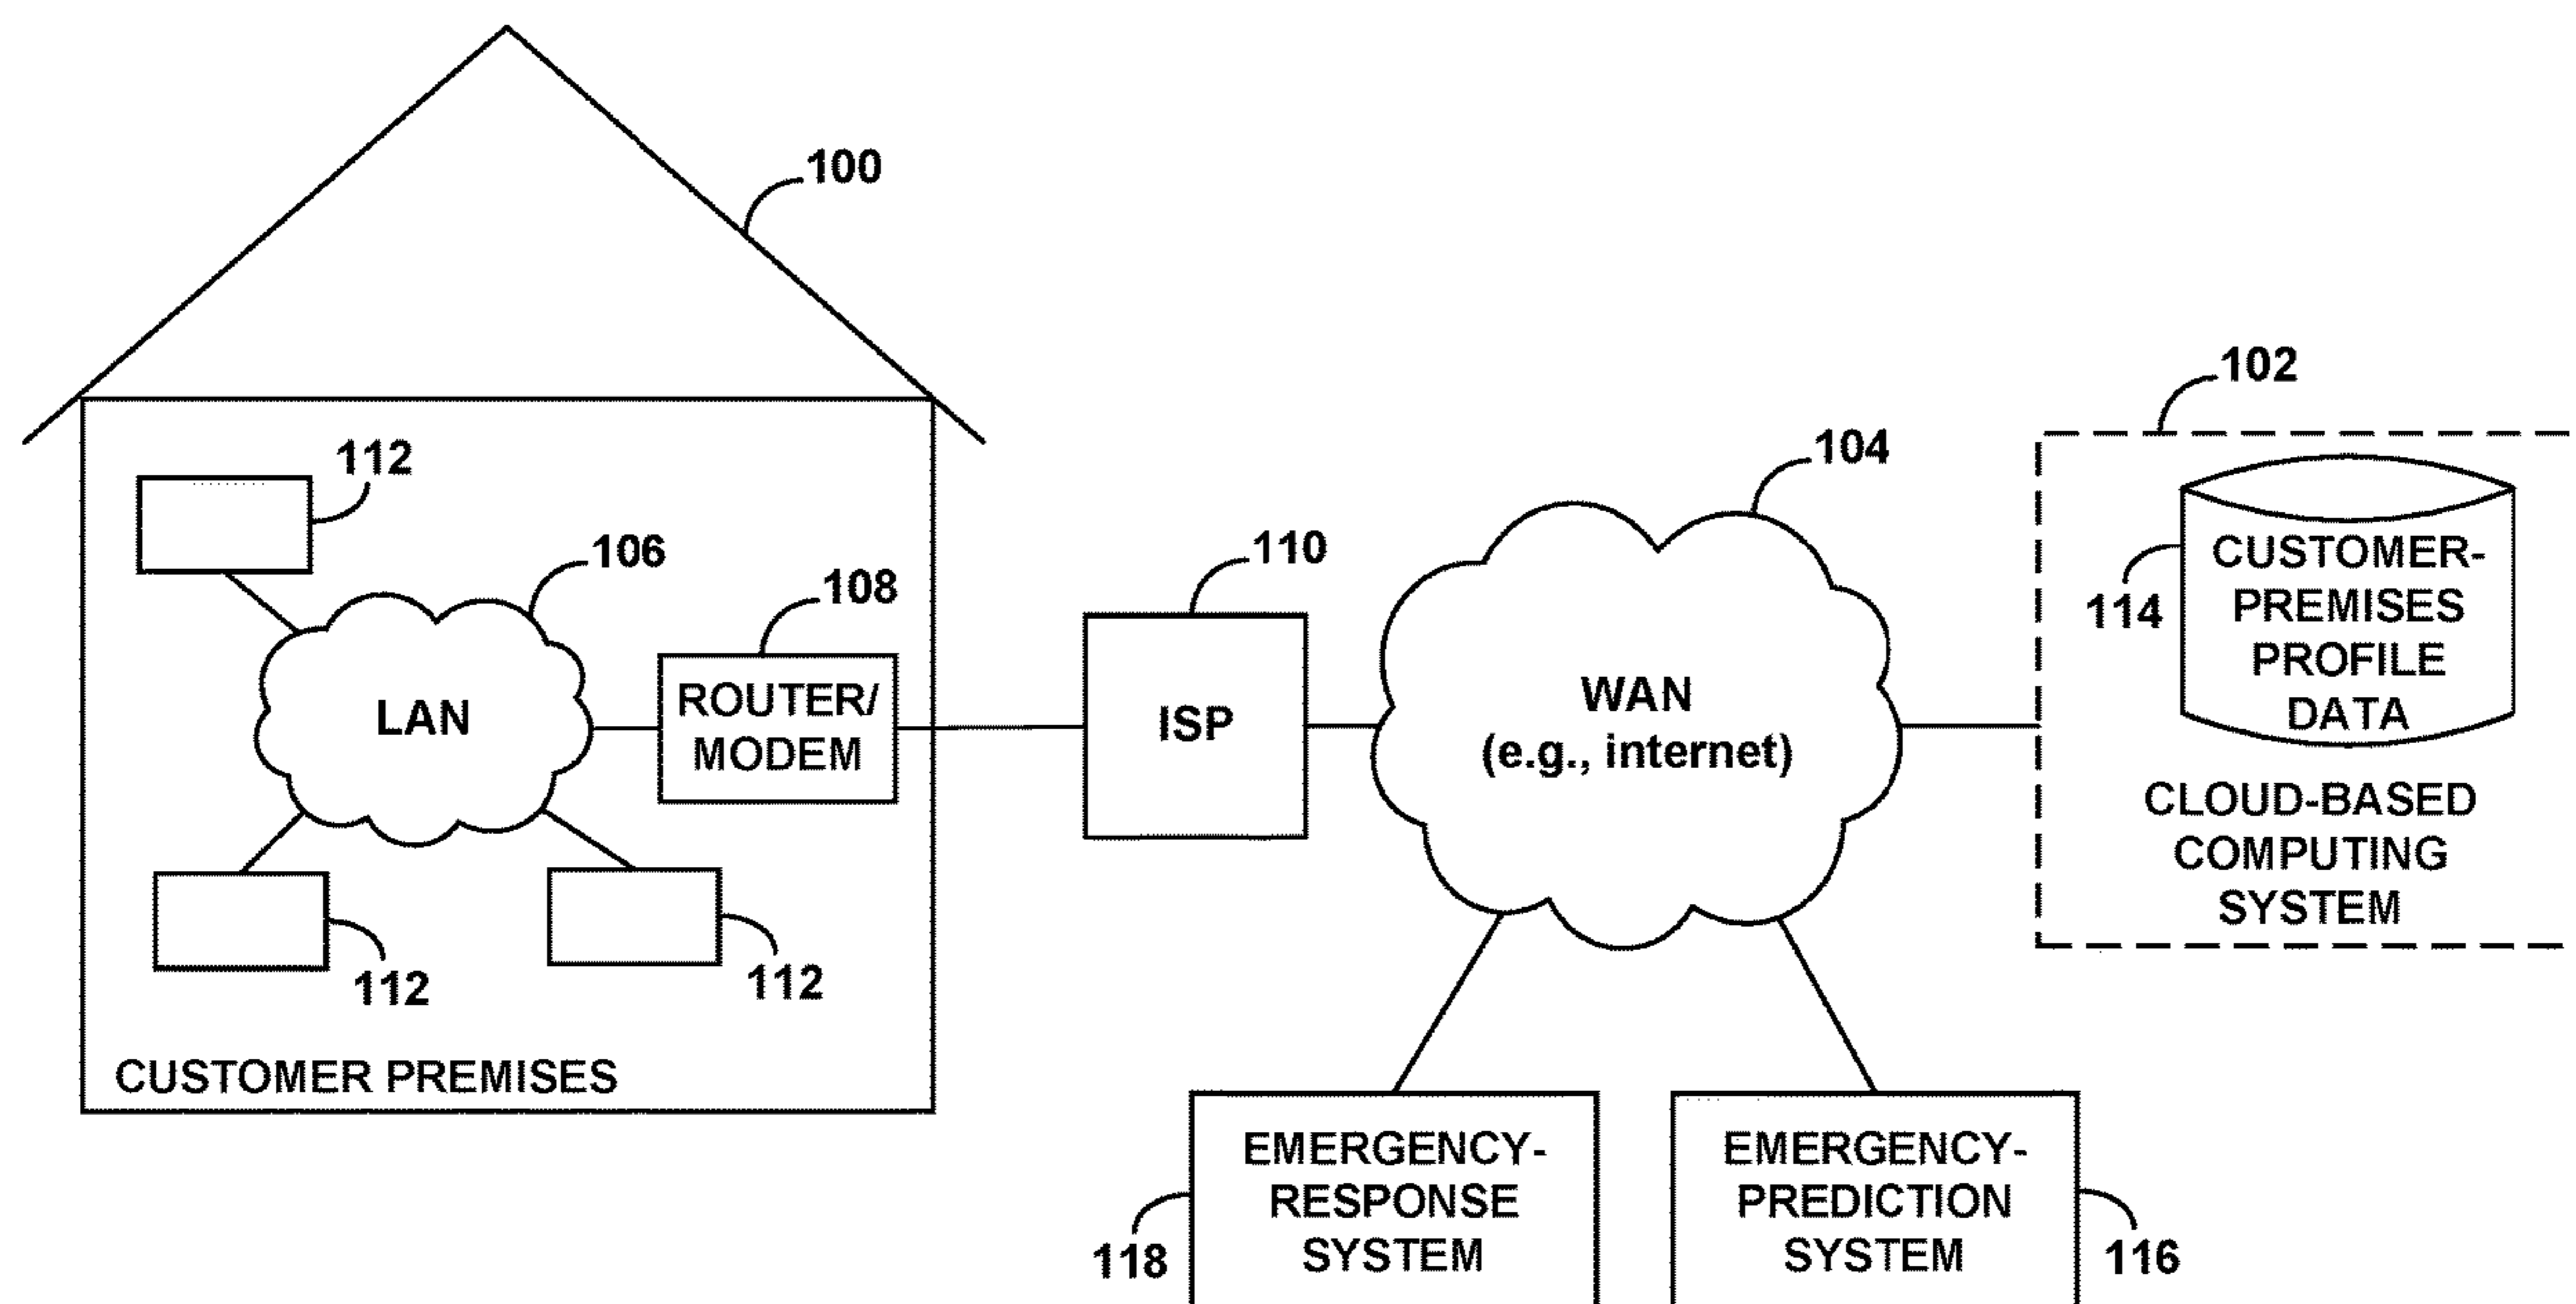 100
102
112
104
106
110
108
CUSTOMER-
PREMISES
PROFILE
DATA
114
ROUTER/
MODEM
LAN
ISP
WAN
(e.g., internet)
CLOUD-BASED
COMPUTING
SYSTEM
112
112
CUSTOMER PREMISES
EMERGENCY-
RESPONSE
SYSTEM
118
EMERGENCY-
PREDICTION
SYSTEM
116